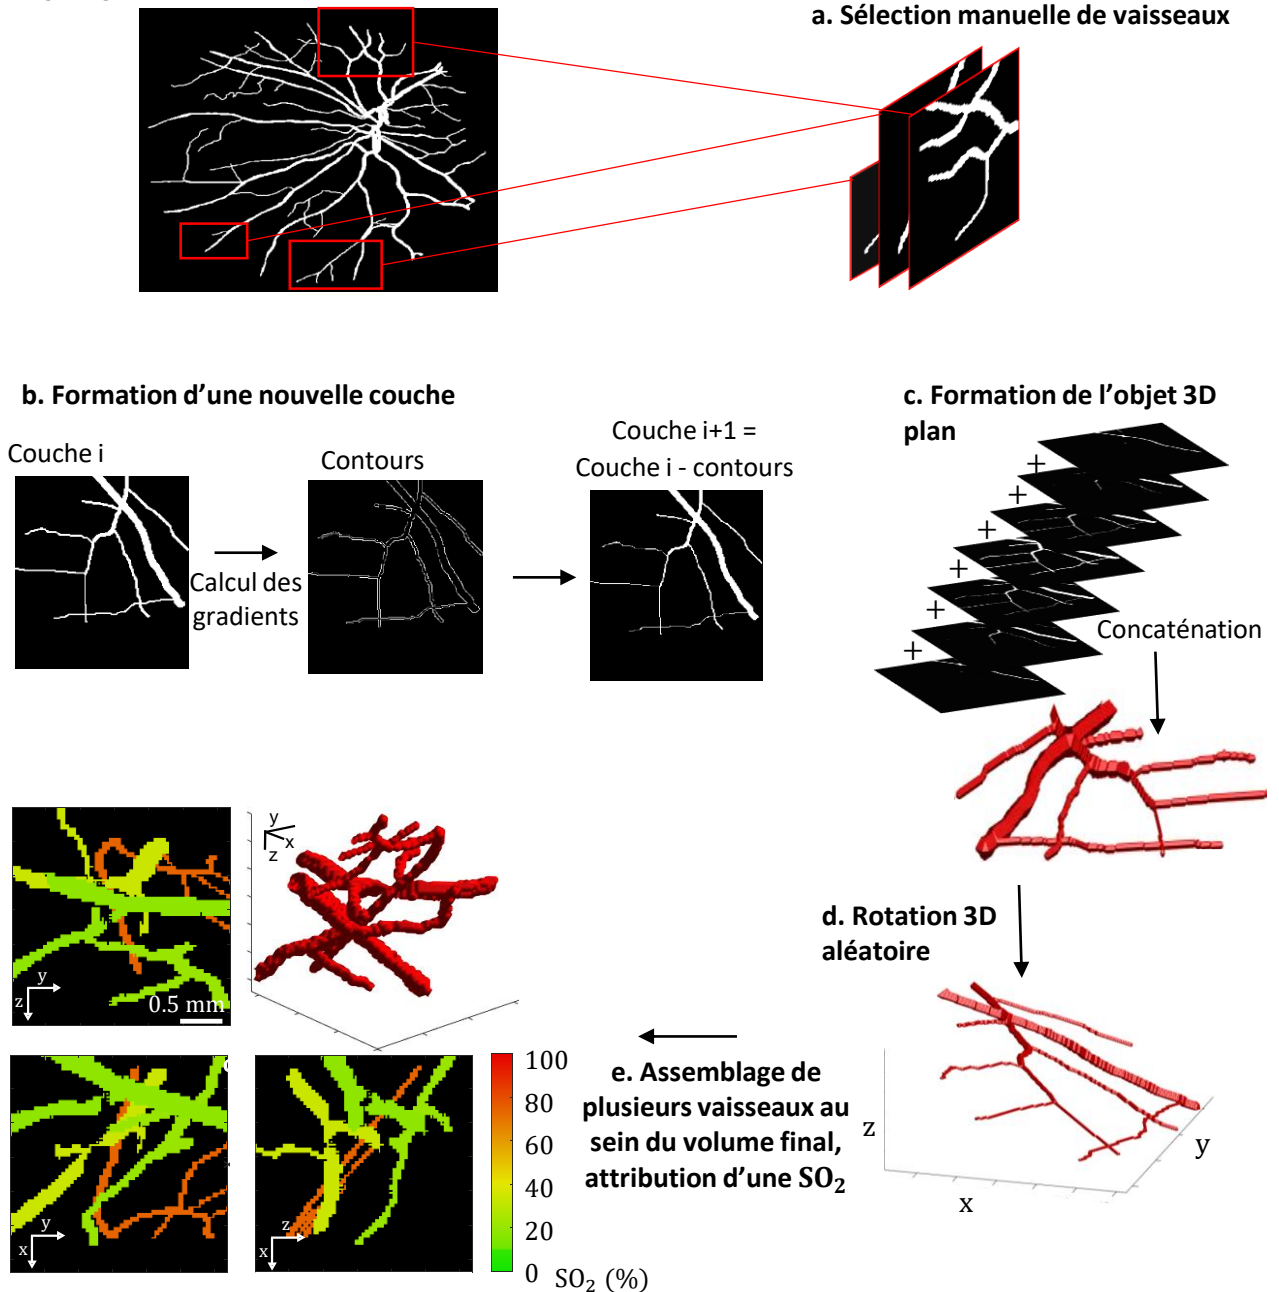 a. Sélection manuelle de vaisseaux
b. Formation d'une nouvelle couche
Couche i
Calcul des
gradients
Contours
Couche i+1 =
Couche i - contours
c. Formation de l'objet 3D
plan
+
+
+
+
+
+
Concaténation
d. Rotation 3D
aléatoire
z
x
y
e. Assemblage de
plusieurs vaisseaux au
sein du volume final,
attribution d'une SO₂
y
z
0.5 mm
y
x
z
y
x
z
x
100
80
60
40
20
0
SO₂ (%)